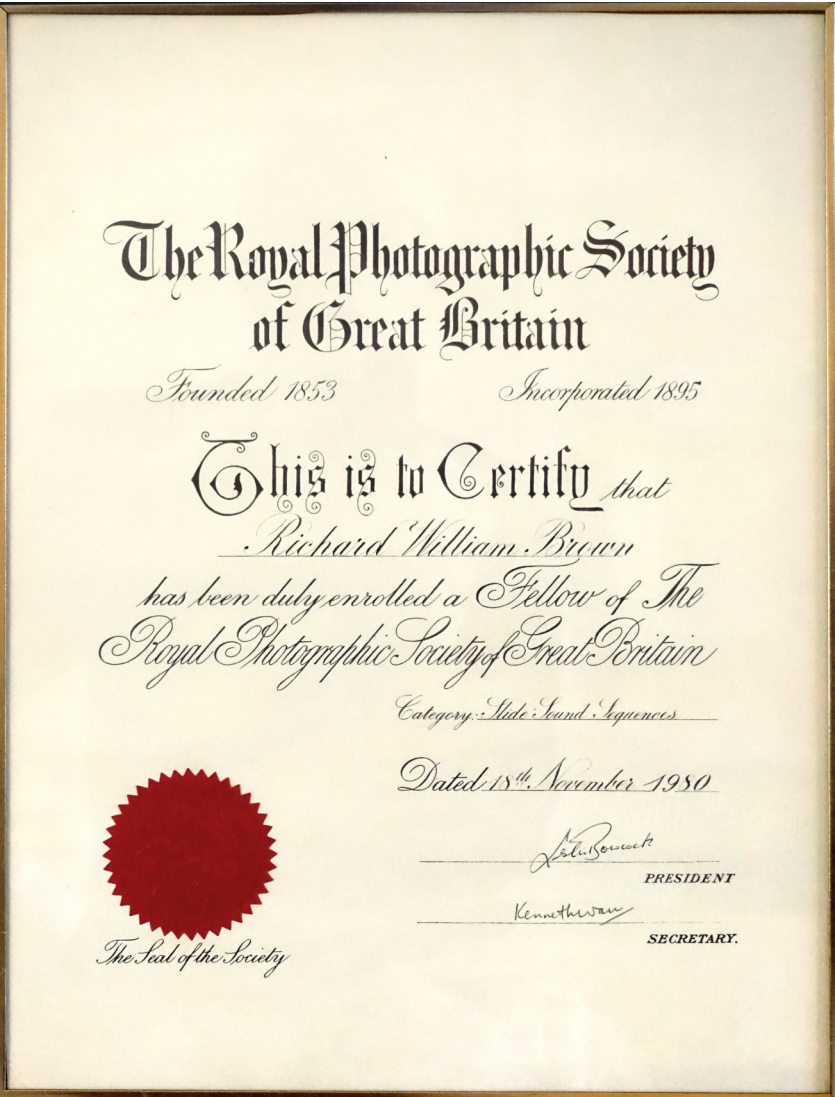 The Royal Photographic Society
of Great Britain
Founded 1853 Incorporated 1895
This is to Certify that
Richard William Brown
has been duly enrolled a Fellow of The
Royal Photographic Society of Great Britain
Category: Slide-Sound Sequences
Dated 18th November 1980
PRESIDENT
Kenneth
SECRETARY.
The Seal of the Society